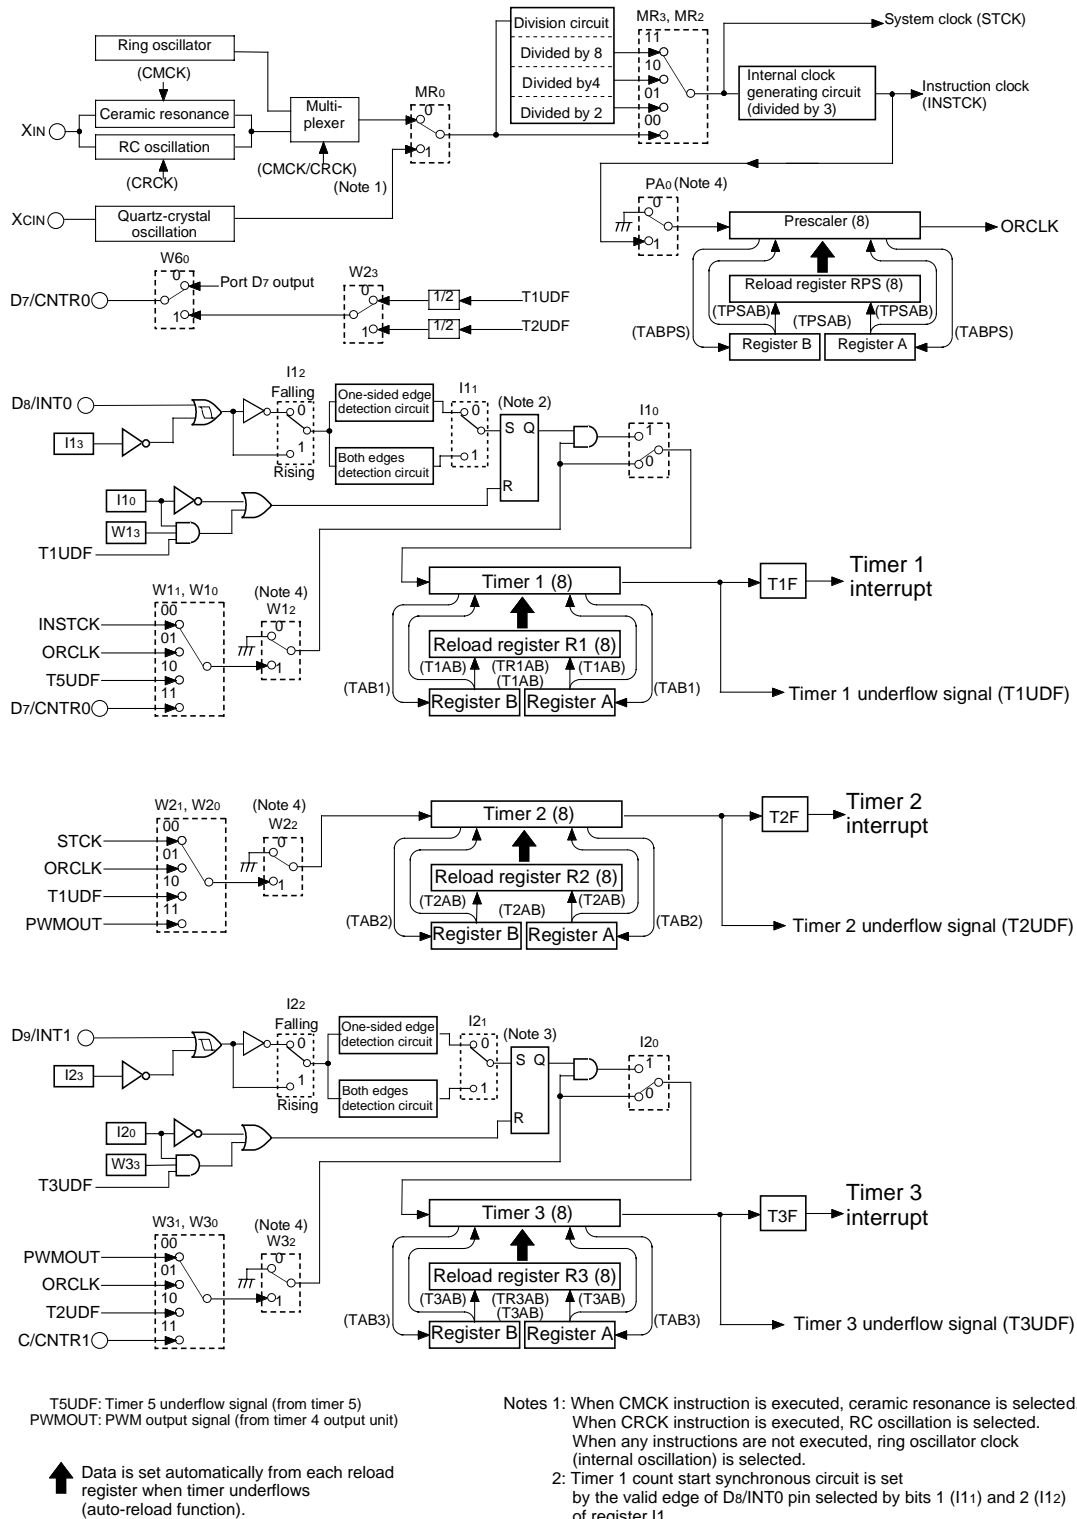 Ring oscillator
(CMCK)
Ceramic resonance
XIN
RC oscillation
(CRCK)
Multi-
plexer
(CMCK/CRCK)
(Note 1)
XCIN
Quartz-crystal
oscillation
MR0
0
1
Division circuit
Divided by 8
Divided by4
Divided by 2
MR3, MR2
11
10
01
00
System clock (STCK)
Internal clock
generating circuit
(divided by 3)
Instruction clock
(INSTCK)
PA0 (Note 4)
0
1
Prescaler (8)
ORCLK
Reload register RPS (8)
(TPSAB)
(TPSAB)
(TPSAB)
(TABPS)
(TABPS)
Register B
Register A
D7/CNTR0
W60
0
1
Port D7 output
W23
0
1
1/2
T1UDF
1/2
T2UDF
D8/INT0
I13
I12
Falling
0
1
Rising
One-sided edge
detection circuit
Both edges
detection circuit
I11
0
1
(Note 2)
S Q
R
I10
1
0
I10
W13
T1UDF
W11, W10
00
01
10
11
INSTCK
ORCLK
T5UDF
D7/CNTR0
(Note 4)
W12
0
1
Timer 1 (8)
T1F
Timer 1
interrupt
Reload register R1 (8)
(T1AB)
(TR1AB)
(T1AB)
(T1AB)
(TAB1)
(TAB1)
Register B
Register A
Timer 1 underflow signal (T1UDF)
W21, W20
00
01
10
11
STCK
ORCLK
T1UDF
PWMOUT
(Note 4)
W22
0
1
Timer 2 (8)
T2F
Timer 2
interrupt
Reload register R2 (8)
(T2AB)
(T2AB)
(T2AB)
(TAB2)
(TAB2)
Register B
Register A
Timer 2 underflow signal (T2UDF)
D9/INT1
I23
I22
Falling
0
1
Rising
One-sided edge
detection circuit
Both edges
detection circuit
I21
0
1
(Note 3)
S Q
R
I20
1
0
I20
W33
T3UDF
W31, W30
00
01
10
11
PWMOUT
ORCLK
T2UDF
C/CNTR1
(Note 4)
W32
0
1
Timer 3 (8)
T3F
Timer 3
interrupt
Reload register R3 (8)
(T3AB)
(TR3AB)
(T3AB)
(T3AB)
(TAB3)
(TAB3)
Register B
Register A
Timer 3 underflow signal (T3UDF)
T5UDF: Timer 5 underflow signal (from timer 5)
PWMOUT: PWM output signal (from timer 4 output unit)
Data is set automatically from each reload
register when timer underflows
(auto-reload function).
Notes 1: When CMCK instruction is executed, ceramic resonance is selected.
When CRCK instruction is executed, RC oscillation is selected.
When any instructions are not executed, ring oscillator clock
(internal oscillation) is selected.
2: Timer 1 count start synchronous circuit is set
by the valid edge of D8/INT0 pin selected by bits 1 (I11) and 2 (I12)
of register I1.